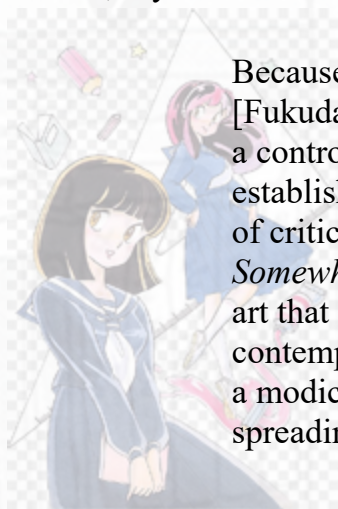 Because
[Fukuda
a contro
establish
of critic
Somewh
art that
contemp
a modic
spreadin